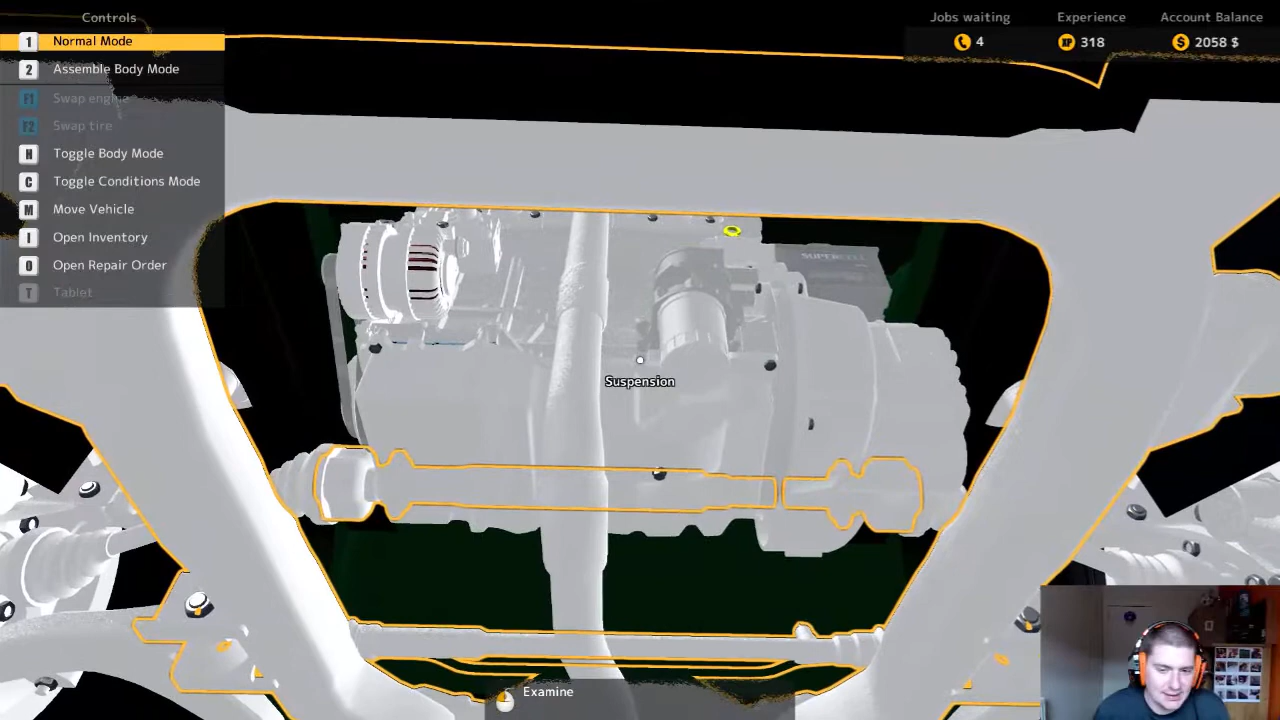 Controls
1 Normal Mode
2 Assemble Body Mode
F1 Swap engine
F2 Swap tire
H Toggle Body Mode
C Toggle Conditions Mode
M Move Vehicle
I Open Inventory
O Open Repair Order
T Tablet
Jobs waiting Experience Account Balance
4 XP 318 $ 2058 $
SUPERCELL
Suspension
Examine